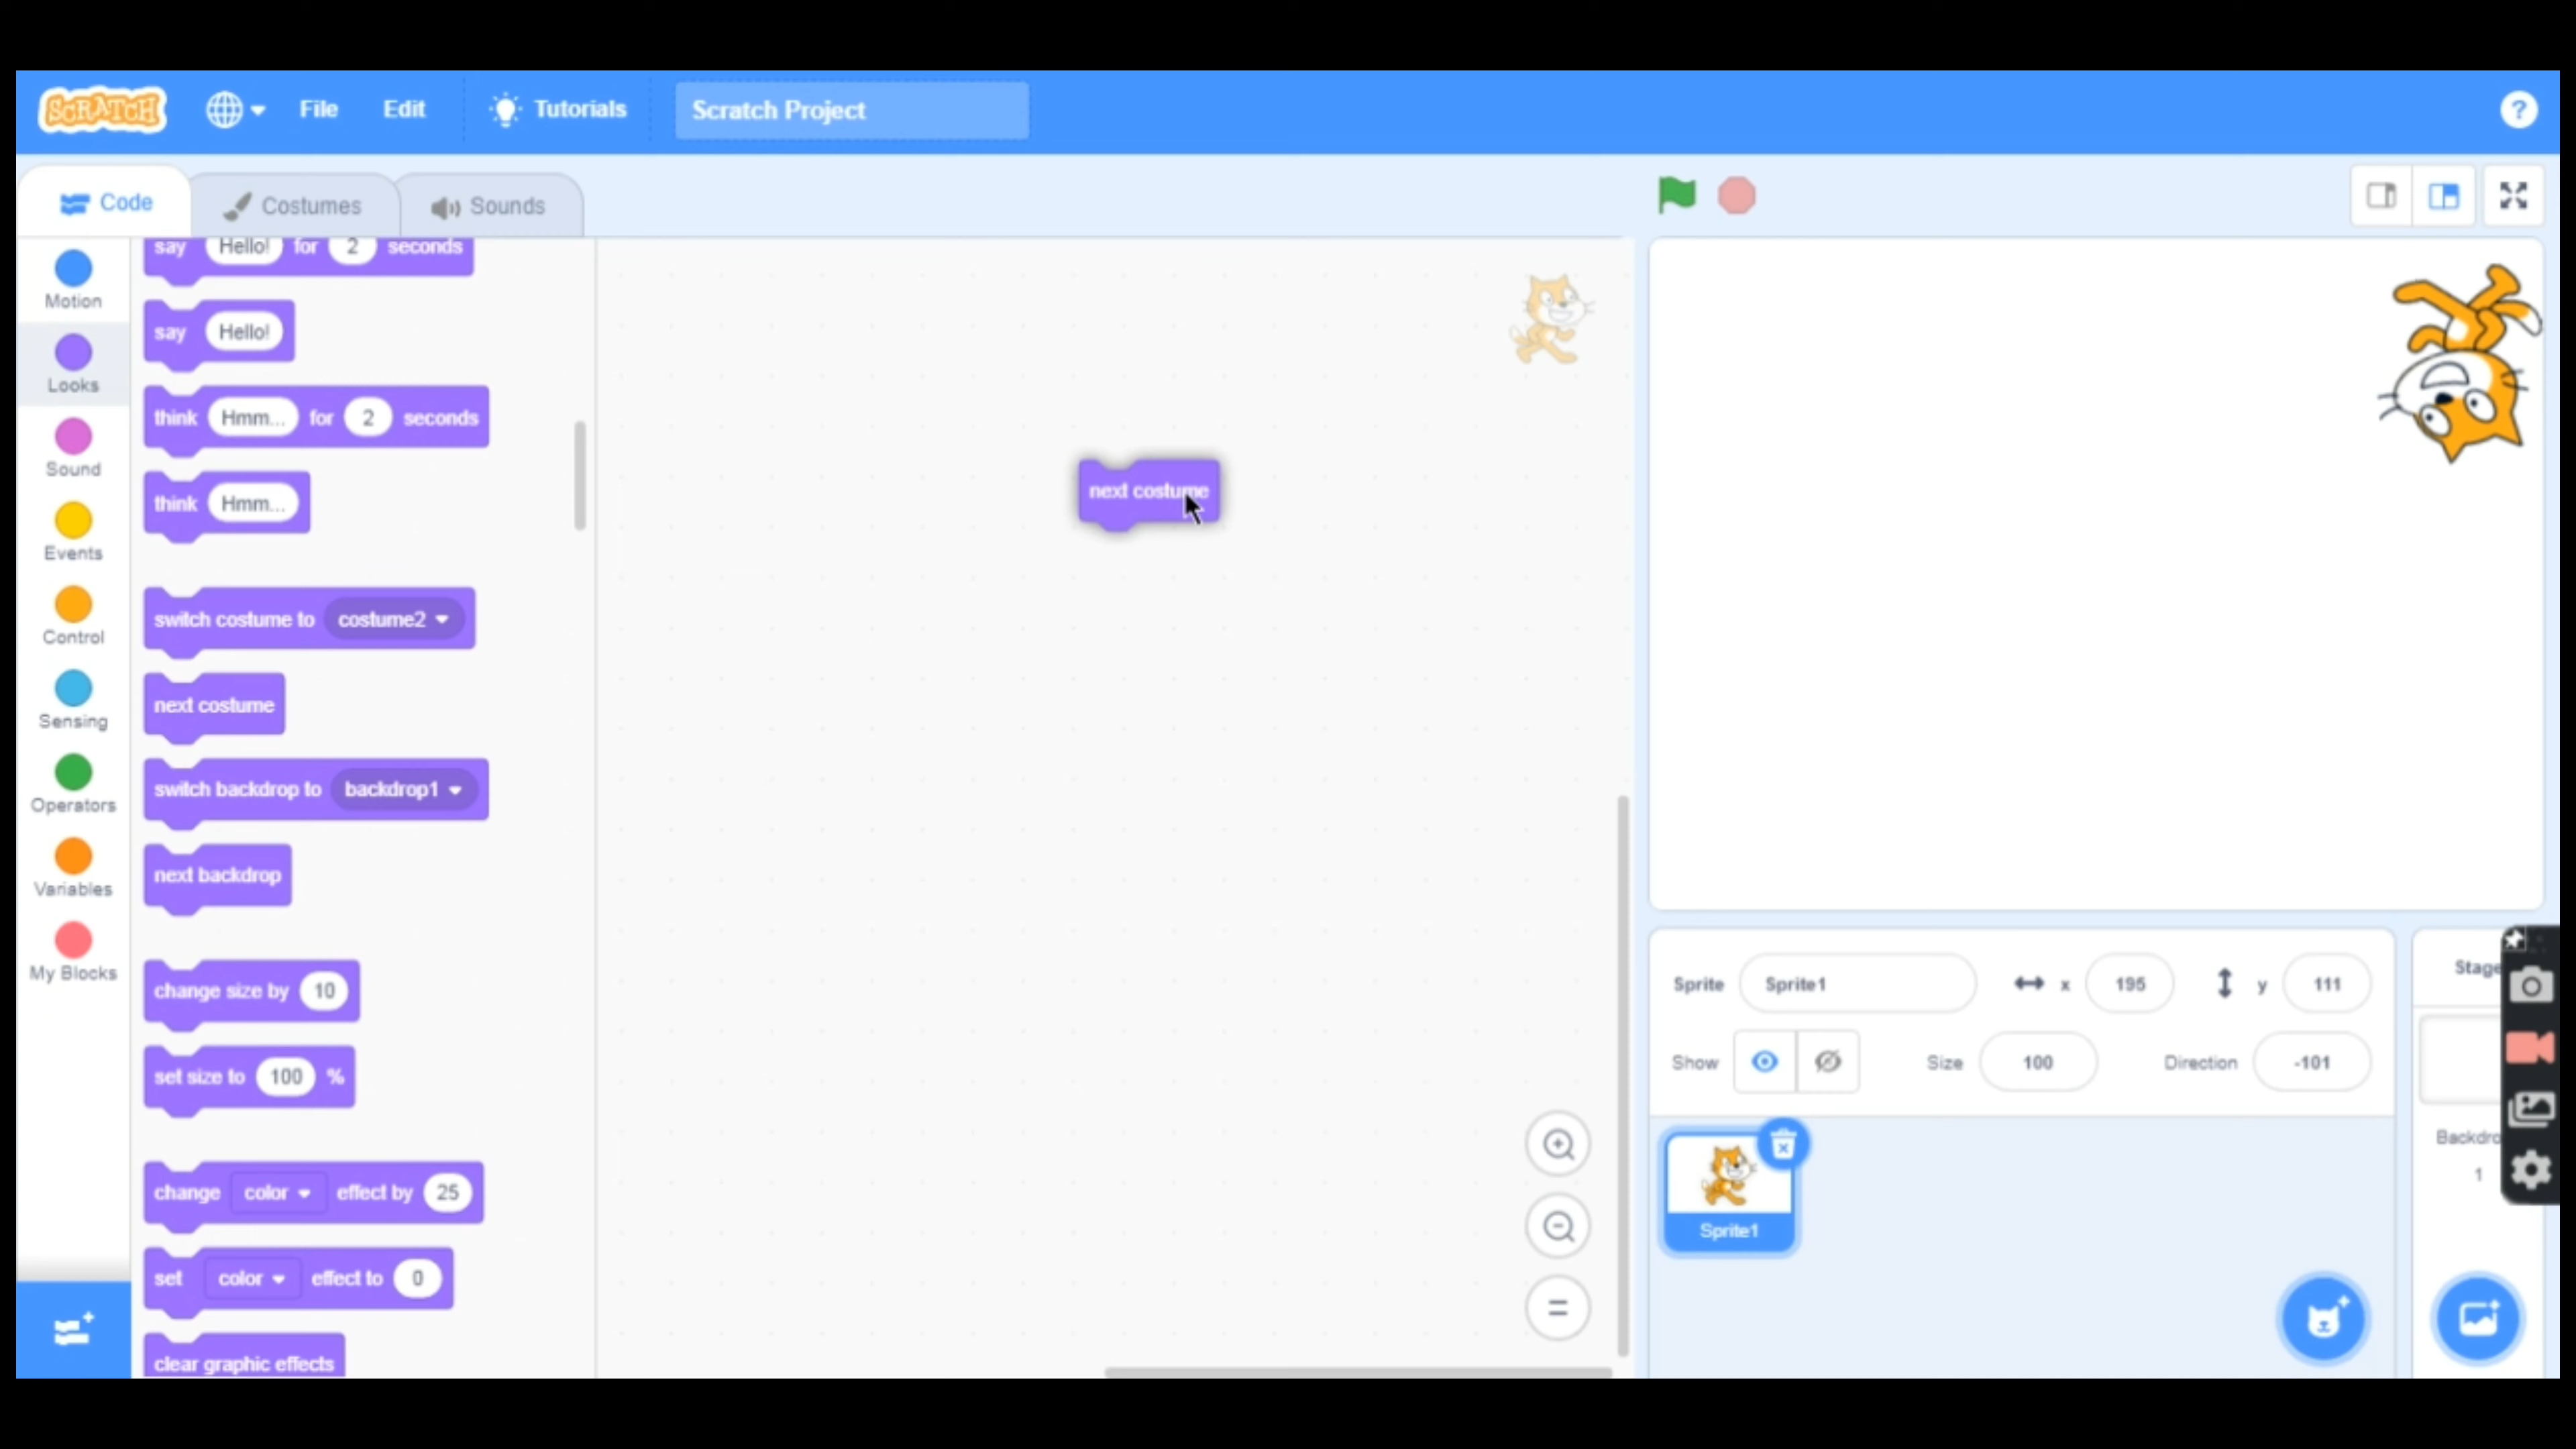 SCRATCH
File
Edit
Tutorials
Scratch Project
?
Code
Costumes
Sounds
Motion
Looks
Sound
Events
Control
Sensing
Operators
Variables
My Blocks
say Hello! for 2 seconds
say Hello!
think Hmm... for 2 seconds
think Hmm...
switch costume to costume2
next costume
switch backdrop to backdrop1
next backdrop
change size by 10
set size to 100 %
change color effect by 25
set color effect to 0
clear graphic effects
next costume
Sprite Sprite1 x 195 y 111
Show Size 100 Direction -101
Sprite1
Stage
Backdro
1